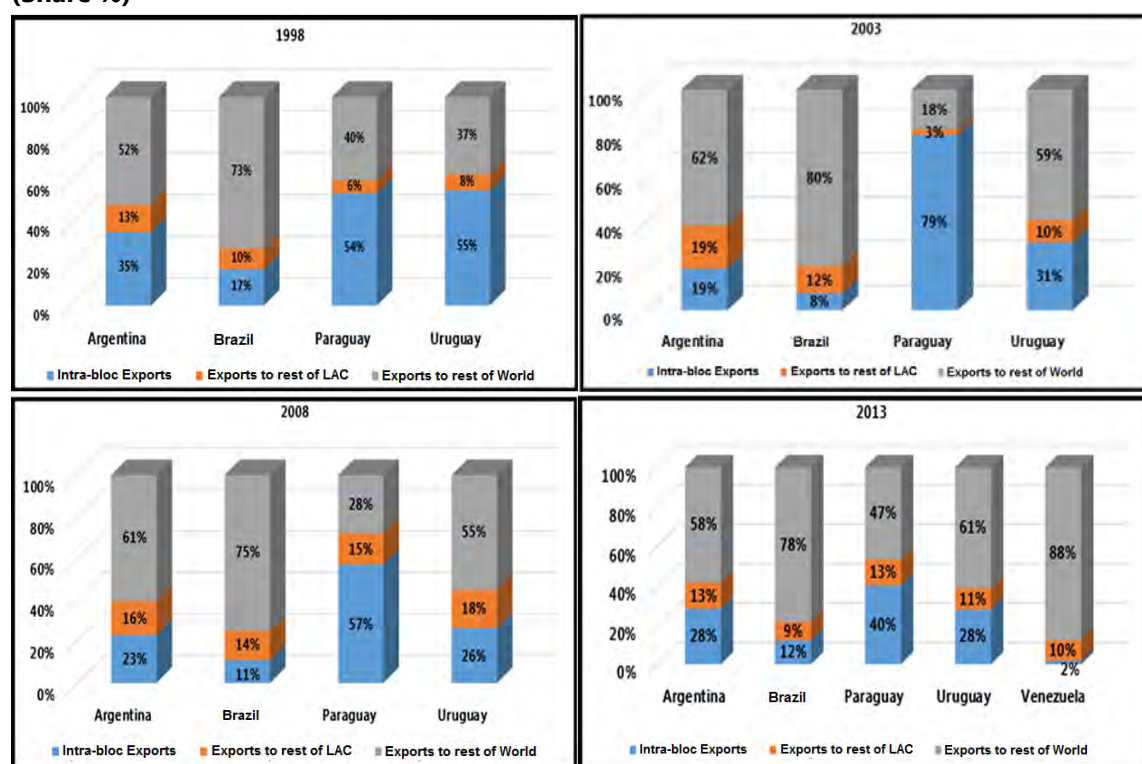 (Share %)
1998
100%
80%
60%
40%
20%
0%
52% 73% 40% 37%
13% 10% 6% 8%
35% 17% 54% 55%
Argentina Brazil Paraguay Uruguay
Intra-bloc Exports Exports to rest of LAC Exports to rest of World
2003
100%
80%
60%
40%
20%
0%
62% 80% 18% 59%
19% 12% 3% 10%
19% 8% 79% 31%
Argentina Brazil Paraguay Uruguay
Intra-bloc Exports Exports to rest of LAC Exports to rest of World
2008
100%
80%
60%
40%
20%
0%
61% 75% 28% 55%
16% 14% 15% 18%
23% 11% 57% 26%
Argentina Brazil Paraguay Uruguay
Intra-bloc Exports Exports to rest of LAC Exports to rest of World
2013
100%
80%
60%
40%
20%
0%
58% 78% 47% 61% 88%
13% 9% 13% 11% 10%
28% 12% 40% 28% 2%
Argentina Brazil Paraguay Uruguay Venezuela
Intra-bloc Exports Exports to rest of LAC Exports to rest of World